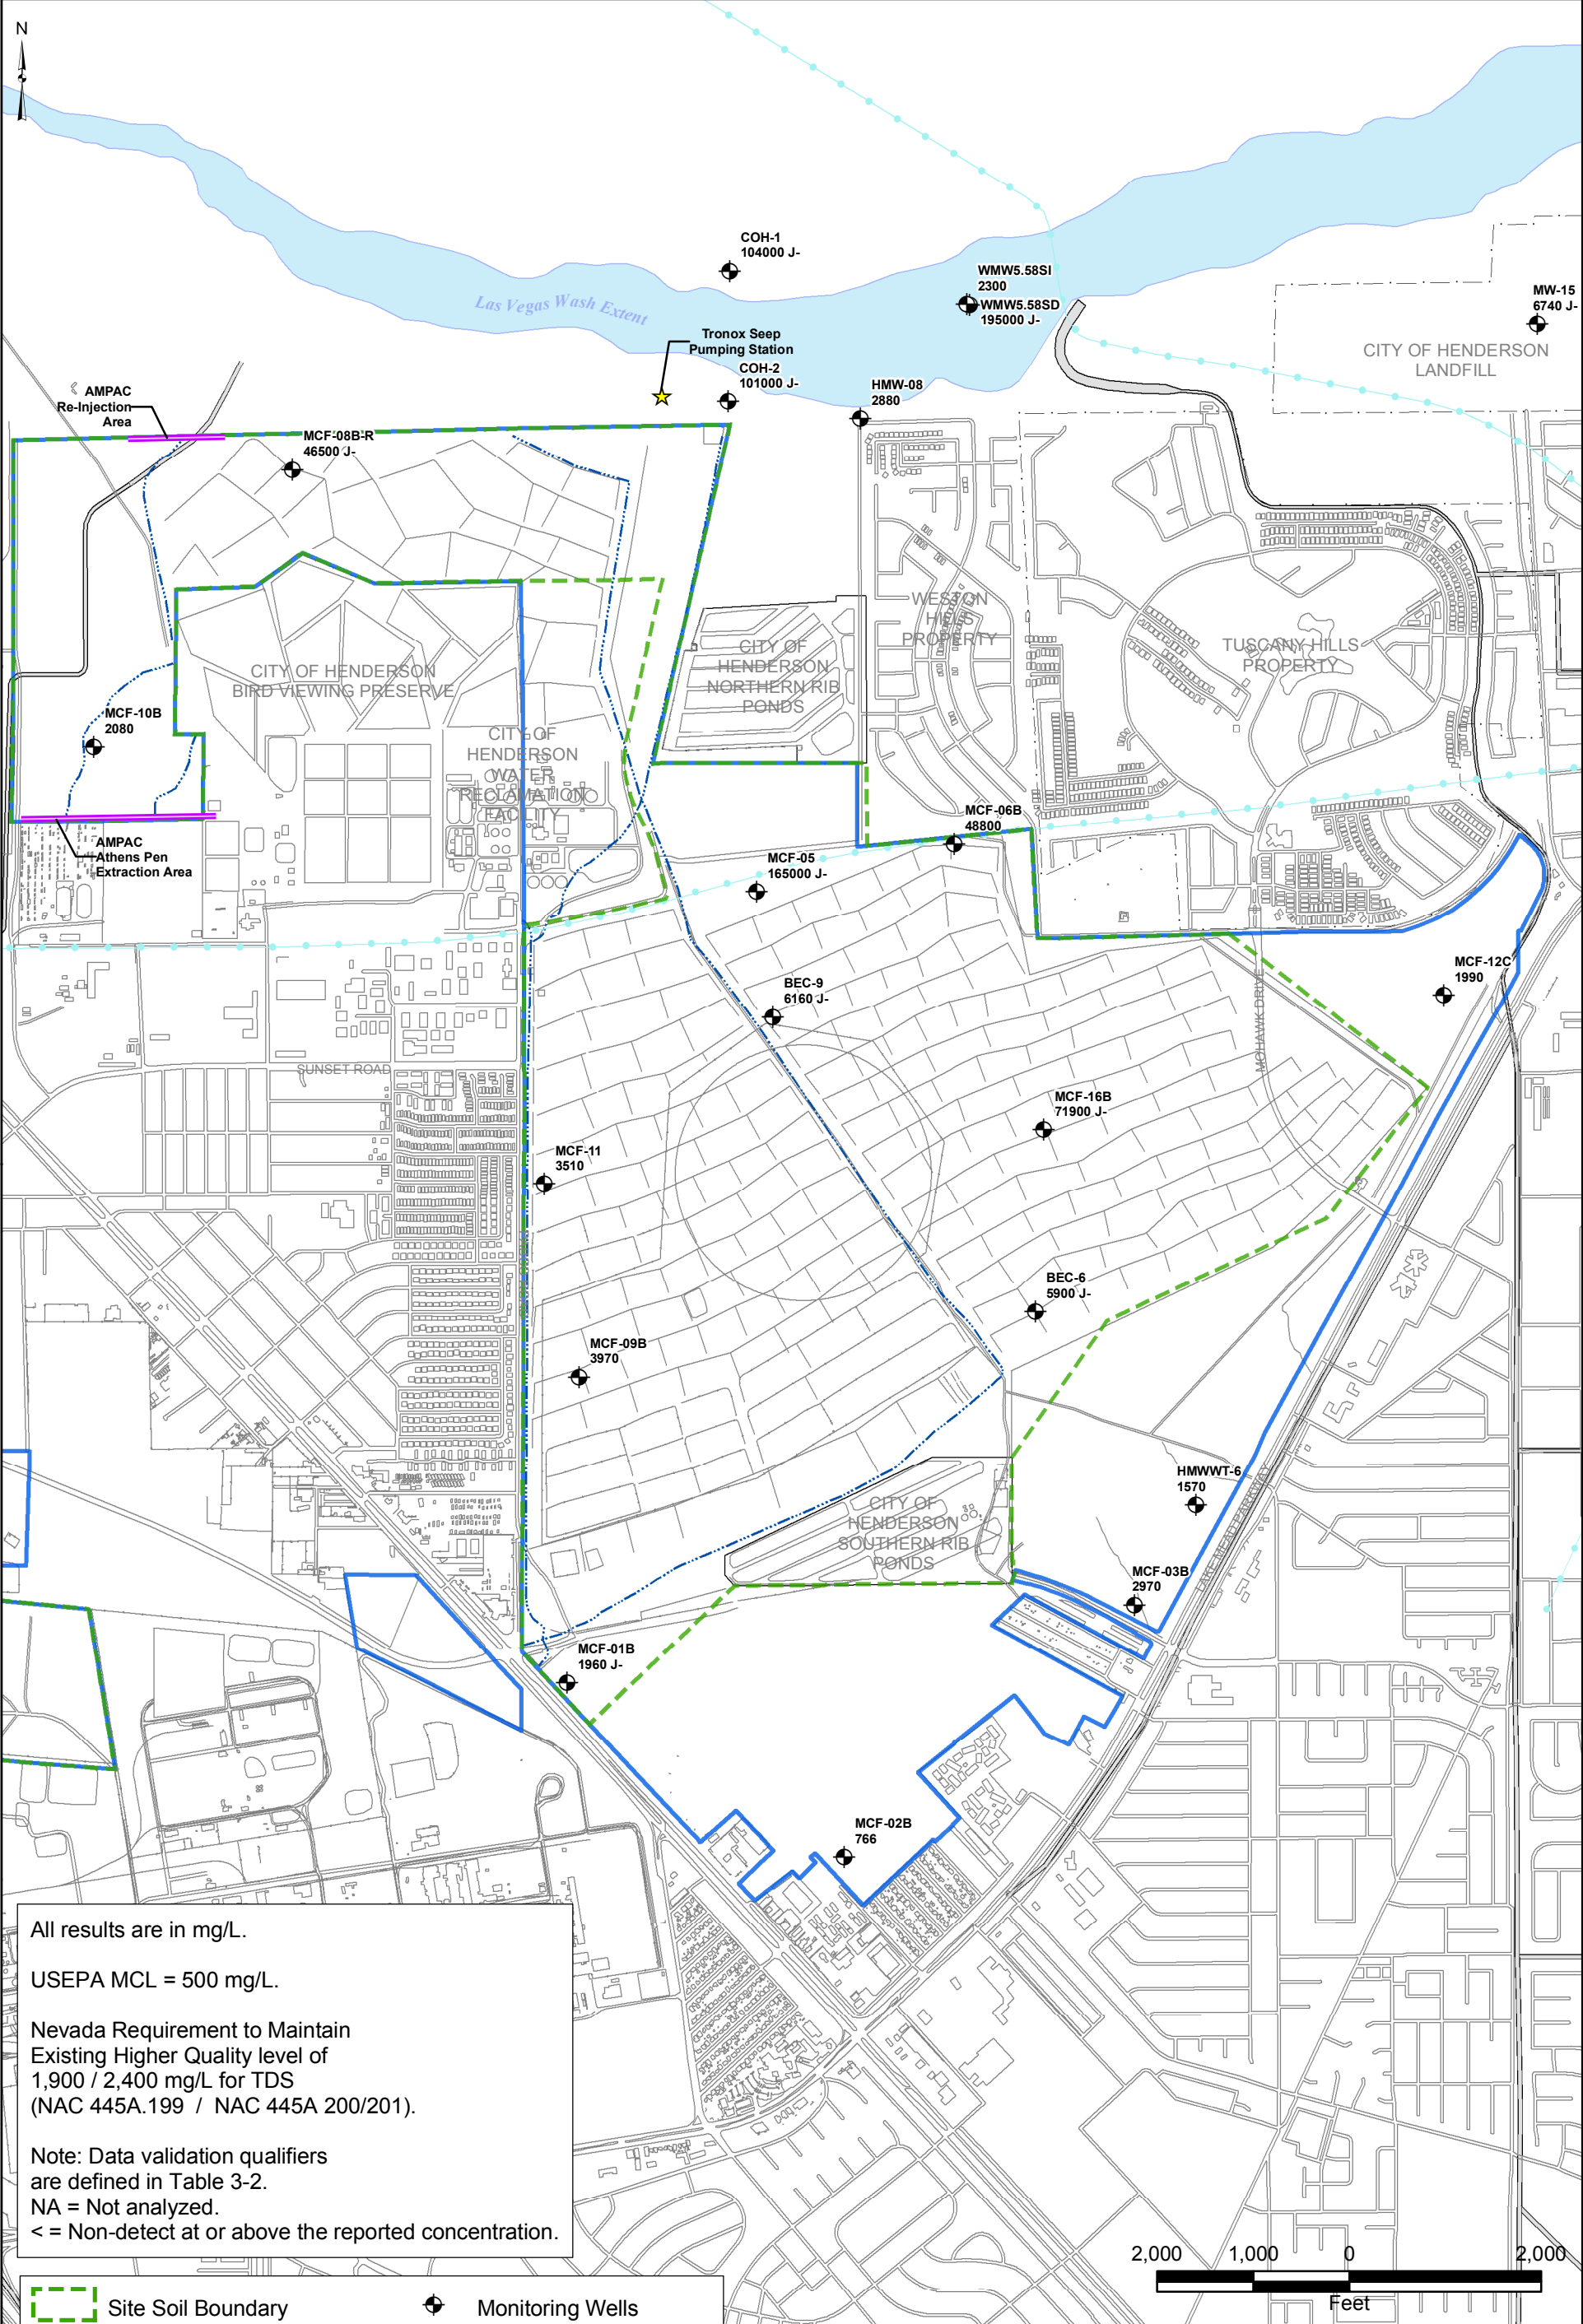 N
COH-1
104000 J-
WMW5.58SI
2300
WMW5.58SD
195000 J-
MW-15
6740 J-
Las Vegas Wash Extent
Tronox Seep
Pumping Station
CITY OF HENDERSON
LANDFILL
COH-2
101000 J-
HMW-08
2880
AMPAC
Re-Injection
Area
MCF-08B-R
46500 J-
WESTON
HILLS
PROPERTY
CITY OF
HENDERSON
NORTHERN RIB
PONDS
TUSCANY HILLS
PROPERTY
CITY OF HENDERSON
BIRD VIEWING PRESERVE
MCF-10B
2080
CITY OF
HENDERSON
WATER
RECLAMATION
FACILITY
MCF-06B
48800
AMPAC
Athens Pen
Extraction Area
MCF-05
165000 J-
MCF-12C
1990
BEC-9
6160 J-
MOHAWK DRIVE
SUNSET ROAD
MCF-16B
71900 J-
MCF-11
3510
BEC-6
5900 J-
MCF-09B
3970
HMWWT-6
1570
CITY OF
HENDERSON
SOUTHERN RIB
PONDS
LAKE MEAD PARKWAY
MCF-03B
2970
MCF-01B
1960 J-
MCF-02B
766
All results are in mg/L.
USEPA MCL = 500 mg/L.
Nevada Requirement to Maintain
Existing Higher Quality level of
1,900 / 2,400 mg/L for TDS
(NAC 445A.199 / NAC 445A 200/201).
Note: Data validation qualifiers
are defined in Table 3-2.
NA = Not analyzed.
< = Non-detect at or above the reported concentration.
2,000 1,000 0 2,000
Feet
Site Soil Boundary
Monitoring Wells